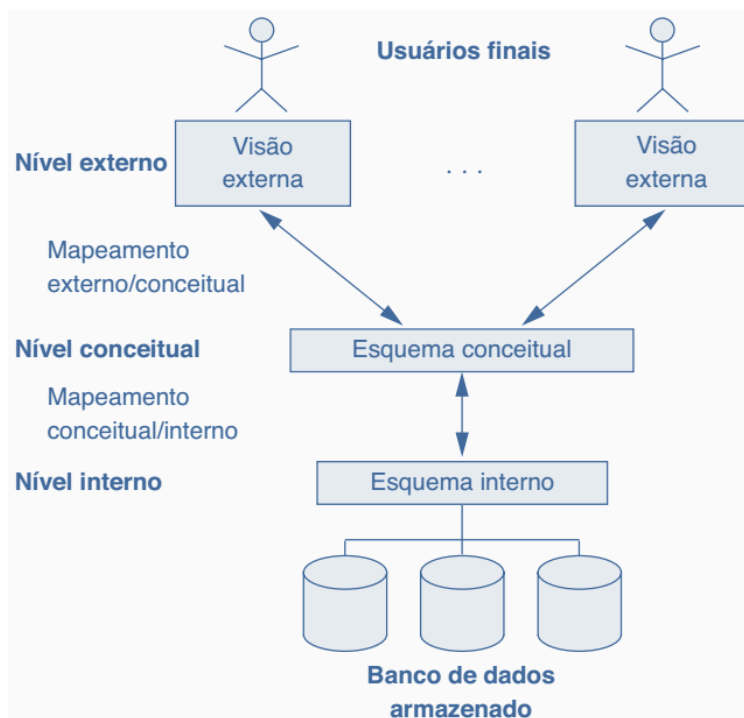 Usuários finais
Nível externo
Visão
externa
. . .
Visão
externa
Mapeamento
externo/conceitual
Nível conceitual
Esquema conceitual
Mapeamento
conceitual/interno
Nível interno
Esquema interno
Banco de dados
armazenado